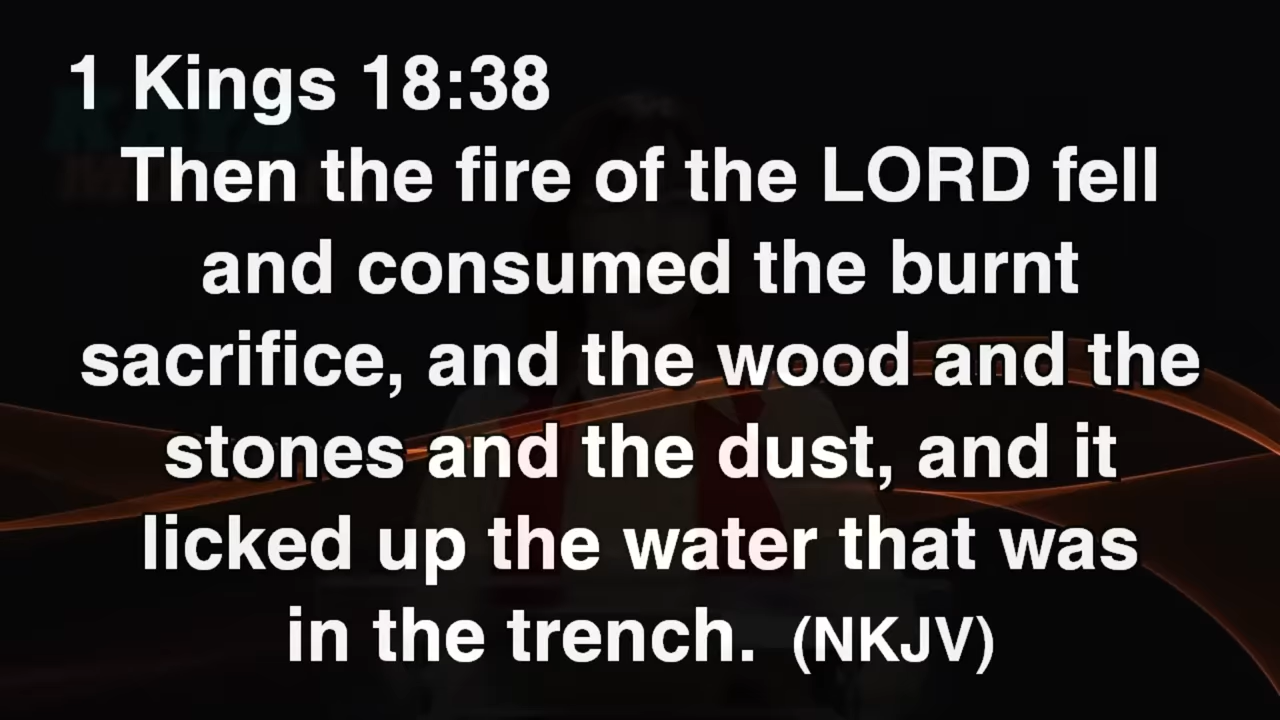 1 Kings 18:38
Then the fire of the LORD fell
and consumed the burnt
sacrifice, and the wood and the
stones and the dust, and it
licked up the water that was
in the trench. (NKJV)